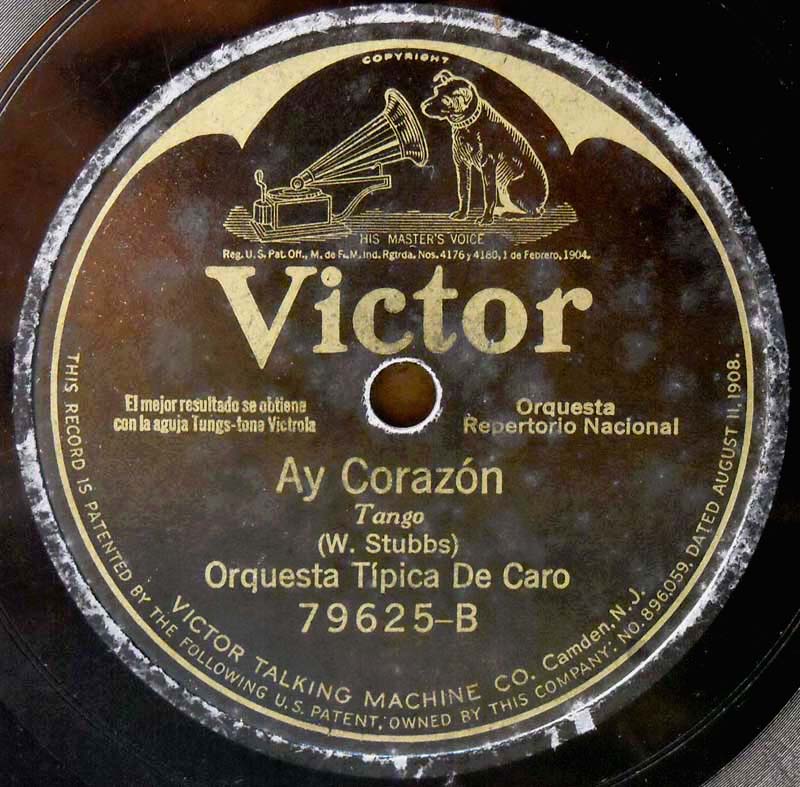 COPYRIGHT
HIS MASTER'S VOICE
Reg. U.S. Pat. Off., M. de F., M. Ind. Rgtrda. Nos. 4176 y 4180, 1 de Febrero, 1904.
Victor
El mejor resultado se obtiene
con la aguja Tungs-tone Victrola
Orquesta
Repertorio Nacional
Ay Corazón
Tango
(W. Stubbs)
Orquesta Típica De Caro
79625-B
VICTOR TALKING MACHINE CO. Camden, N.J.
THIS RECORD IS PATENTED BY THE FOLLOWING U.S. PATENT, OWNED BY THIS COMPANY: NO. 896,059, DATED AUGUST 11, 1908.